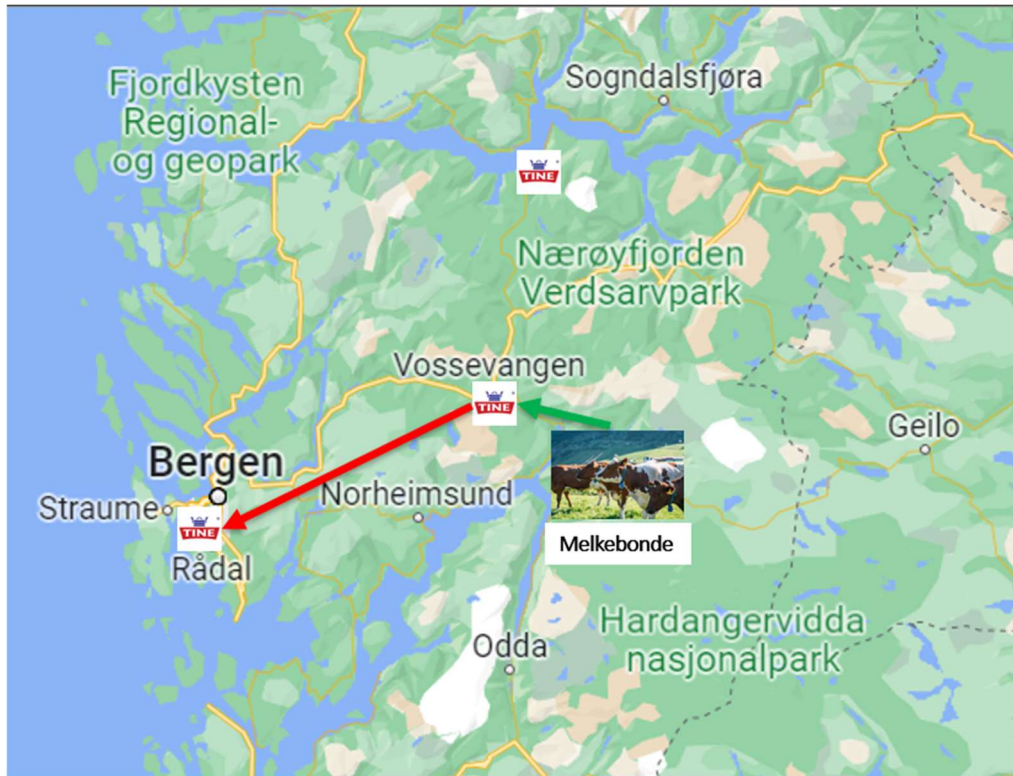 Fjordkysten
Regional-
og geopark
Sogndalsfjøra
TINE
Nærøyfjorden
Verdsarvpark
Vossevangen
TINE
Geilo
Bergen
Straume
Norheimsund
TINE
Rådal
Melkebonde
Hardangervidda
nasjonalpark
Odda